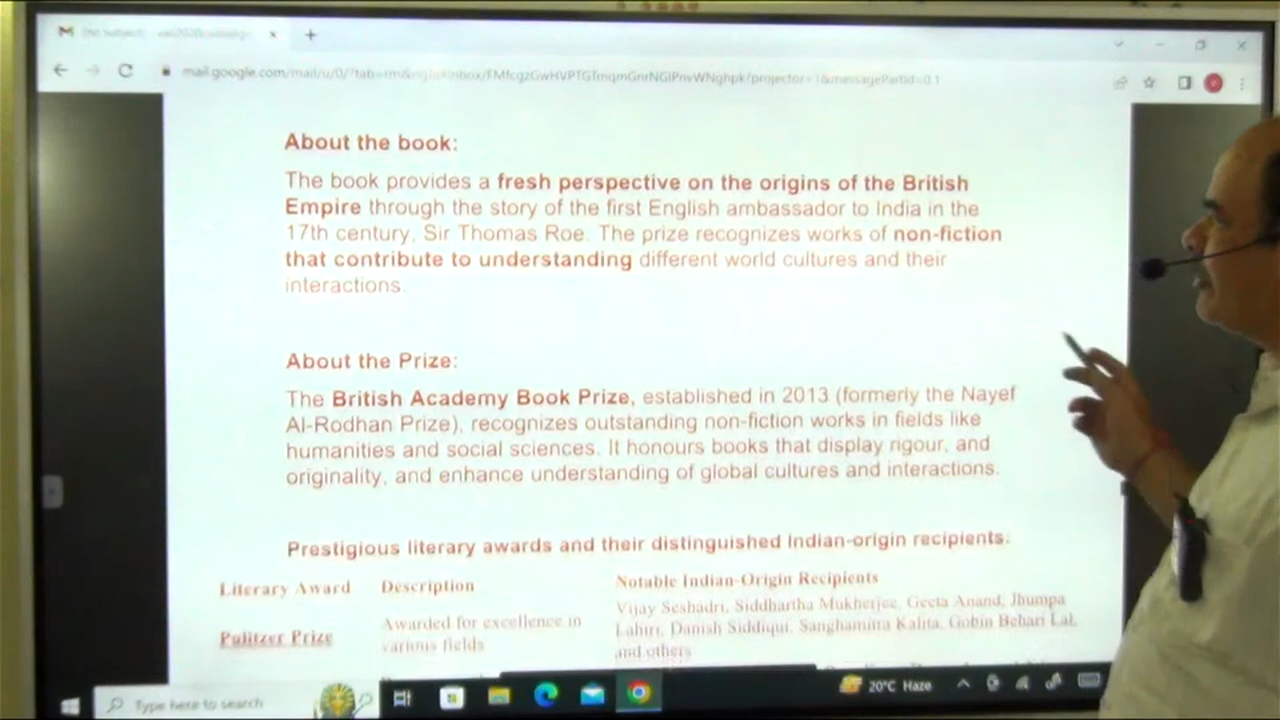 mail.google.com/mail/u/0/
About the book:
The book provides a fresh perspective on the origins of the British
Empire through the story of the first English ambassador to India in the
17th century, Sir Thomas Roe. The prize recognizes works of non-fiction
that contribute to understanding different world cultures and their
interactions.
About the Prize:
The British Academy Book Prize, established in 2013 (formerly the Nayef
Al-Rodhan Prize), recognizes outstanding non-fiction works in fields like
humanities and social sciences. It honours books that display rigour, and
originality, and enhance understanding of global cultures and interactions.
Prestigious literary awards and their distinguished Indian-origin recipients:
Literary Award Description Notable Indian-Origin Recipients
Pulitzer Prize
Awarded for excellence in
various fields
Vijay Seshadri, Siddhartha Mukherjee, Geeta Anand, Jhumpa
Lahiri, Danish Siddiqui, Sanghamitra Kalita, Gobin Behari Lal,
and others
Type here to search
20°C Haze